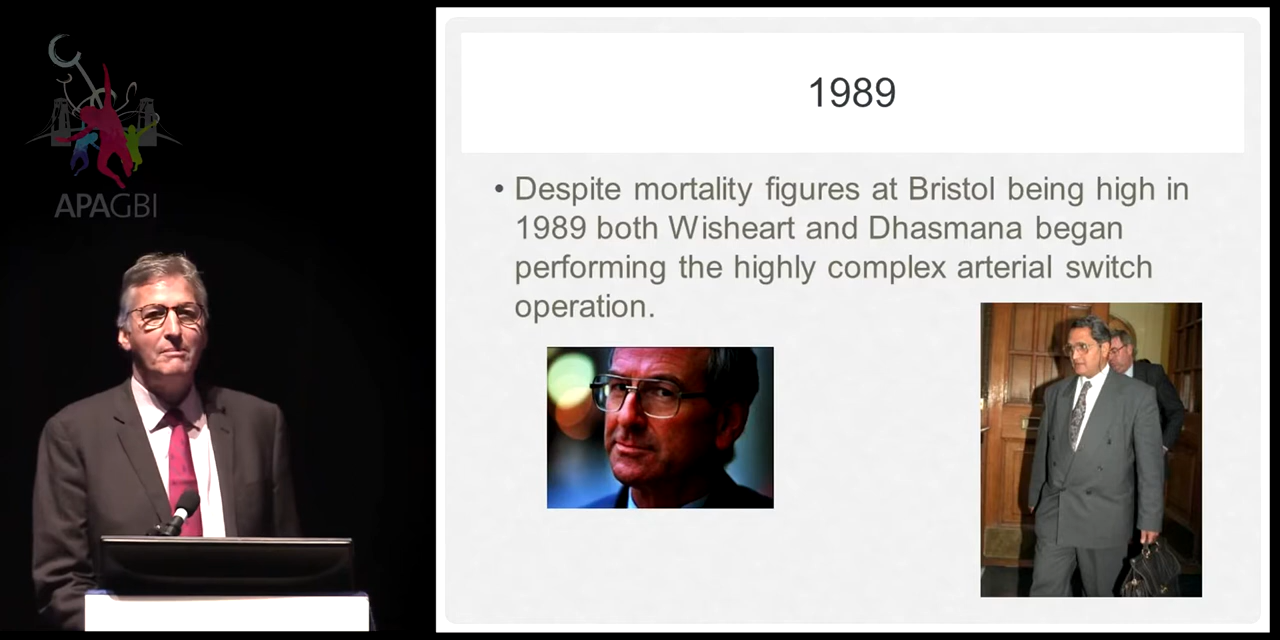 APAGBI
1989
• Despite mortality figures at Bristol being high in
1989 both Wisheart and Dhasmana began
performing the highly complex arterial switch
operation.